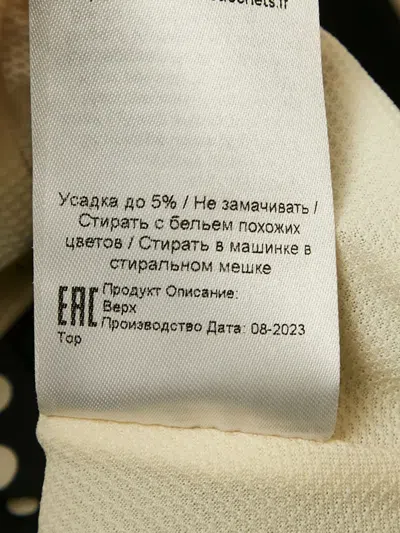 Усадка до 5% / Не замачивать /
Стирать с бельем похожих
цветов / Стирать в машинке в
стиральном мешке
EAC Продукт Описание:
Верх
Производство Дата: 08-2023
Top